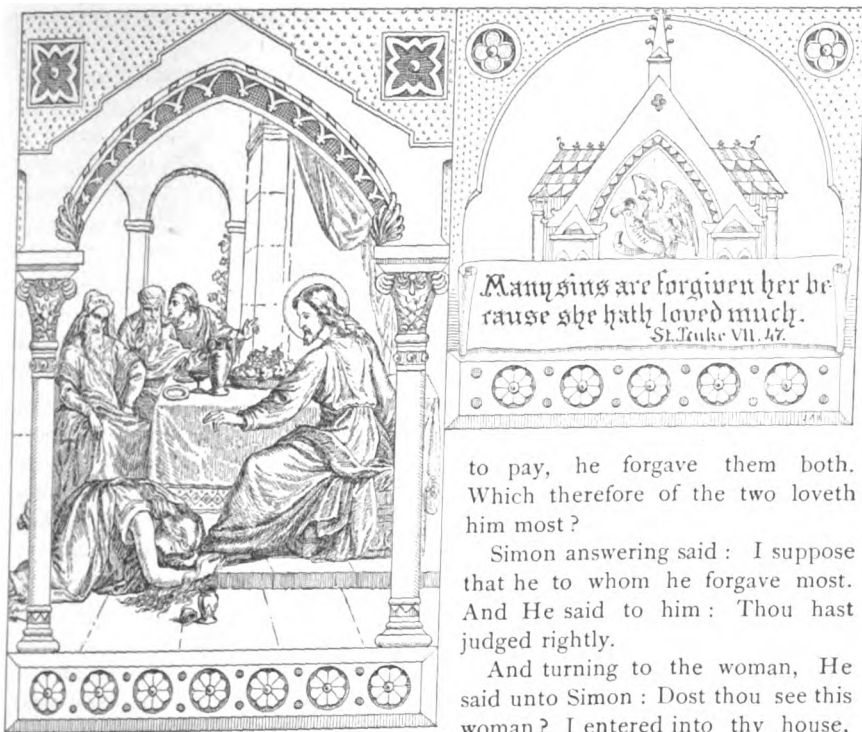 Many sins are forgiven her be-
cause she hath loved much.
St. Luke VII. 47.
to pay, he forgave them both.
Which therefore of the two loveth
him most ?
Simon answering said : I suppose
that he to whom he forgave most.
And He said to him : Thou hast
judged rightly.
And turning to the woman, He
said unto Simon : Dost thou see this
woman ? I entered into thy house,